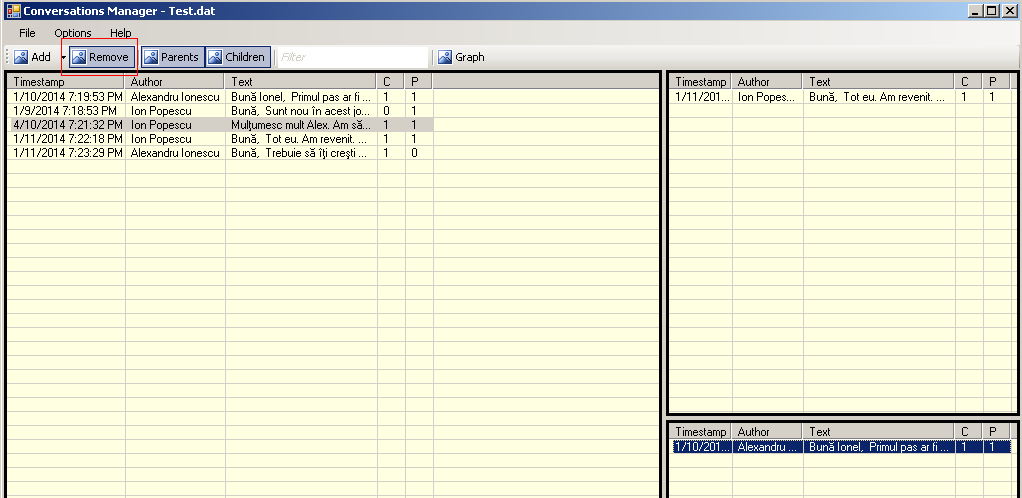 Conversations Manager - Test.dat
File Options Help
Add Remove Parents Children Filter Graph
Timestamp Author Text C P
1/10/2014 7:19:53 PM Alexandru Ionescu Bună Ionel, Primul pas ar fi ... 1 1
1/9/2014 7:18:53 PM Ion Popescu Bună, Sunt nou în acest jo... 0 1
4/10/2014 7:21:32 PM Ion Popescu Mulţumesc mult Alex. Am să... 1 1
1/11/2014 7:22:18 PM Ion Popescu Bună, Tot eu. Am revenit. ... 1 1
1/11/2014 7:23:29 PM Alexandru Ionescu Bună, Trebuie să îţi creşti ... 1 0
Timestamp Author Text C P
1/11/201... Ion Popes... Bună, Tot eu. Am revenit. ... 1 1
Timestamp Author Text C P
1/10/201... Alexandru ... Bună Ionel, Primul pas ar fi ... 1 1